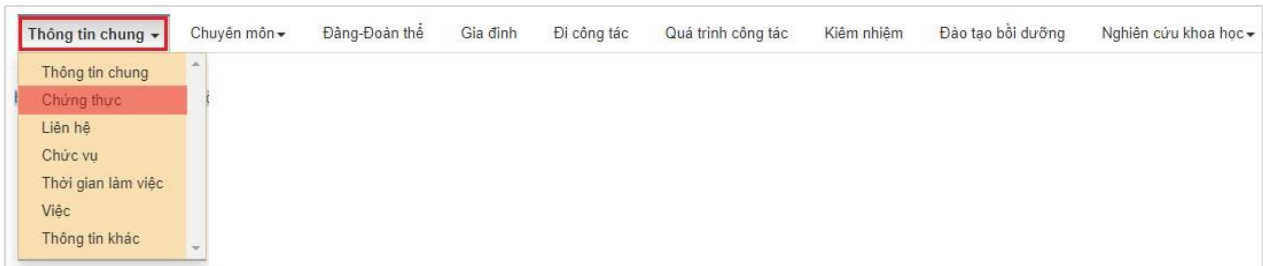 Thông tin chung Chuyên môn Đảng-Đoàn thể Gia đình Đi công tác Quá trình công tác Kiêm nhiệm Đào tạo bồi dưỡng Nghiên cứu khoa học
Thông tin chung
Chứng thực
Liên hệ
Chức vụ
Thời gian làm việc
Việc
Thông tin khác